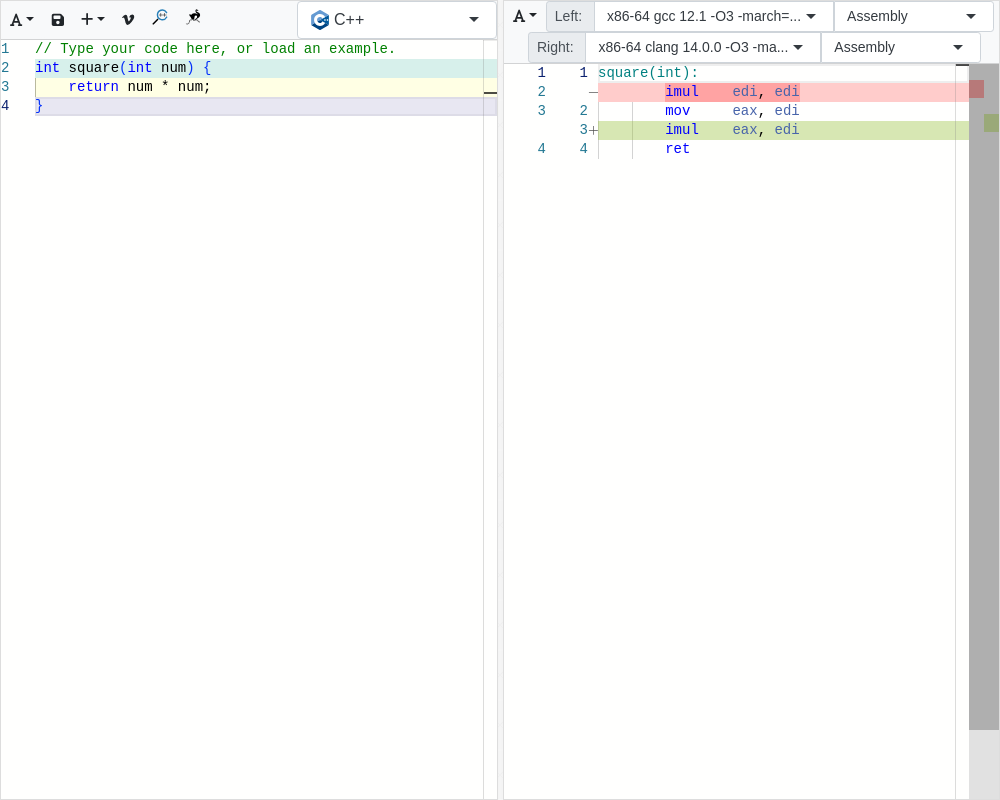 A
C++
1 // Type your code here, or load an example.
2 int square(int num) {
3 return num * num;
4 }
A Left: x86-64 gcc 12.1 -O3 -march=... Assembly
Right: x86-64 clang 14.0.0 -O3 -ma... Assembly
1 1 square(int):
2 — imul edi, edi
3 2 mov eax, edi
3+ imul eax, edi
4 4 ret